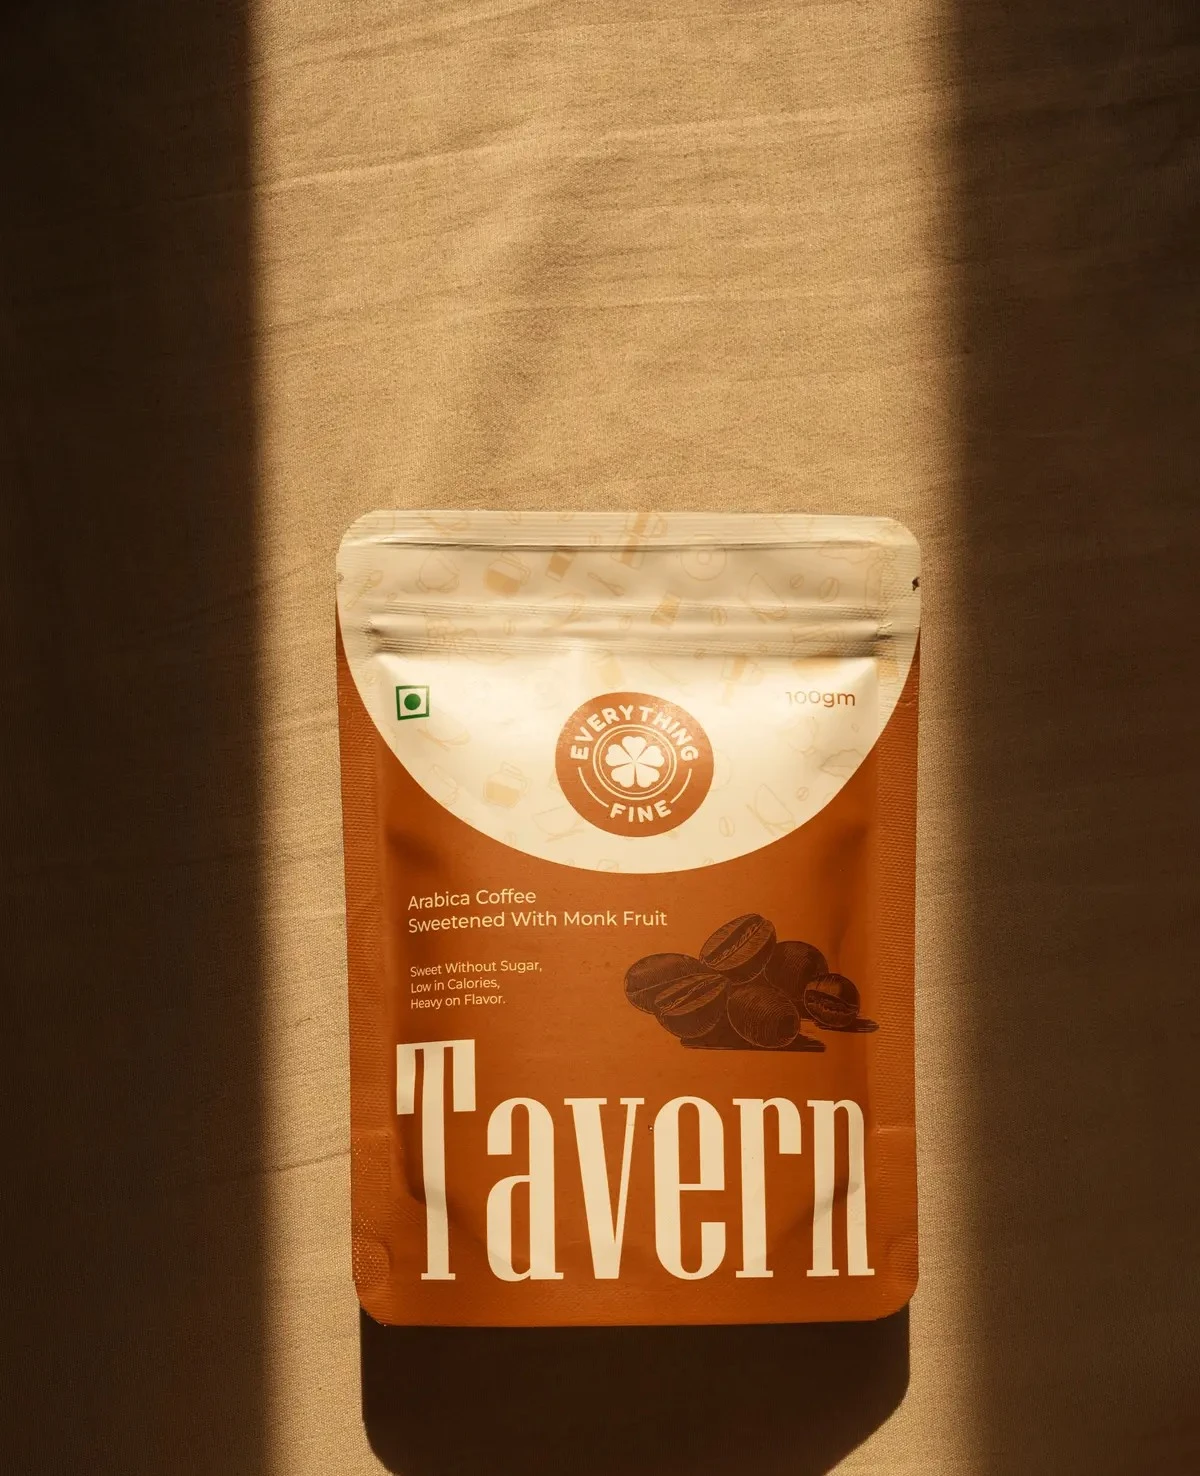 100gm
EVERYTHING
FINE
Arabica Coffee
Sweetened With Monk Fruit
Sweet Without Sugar,
Low in Calories,
Heavy on Flavor.
Tavern